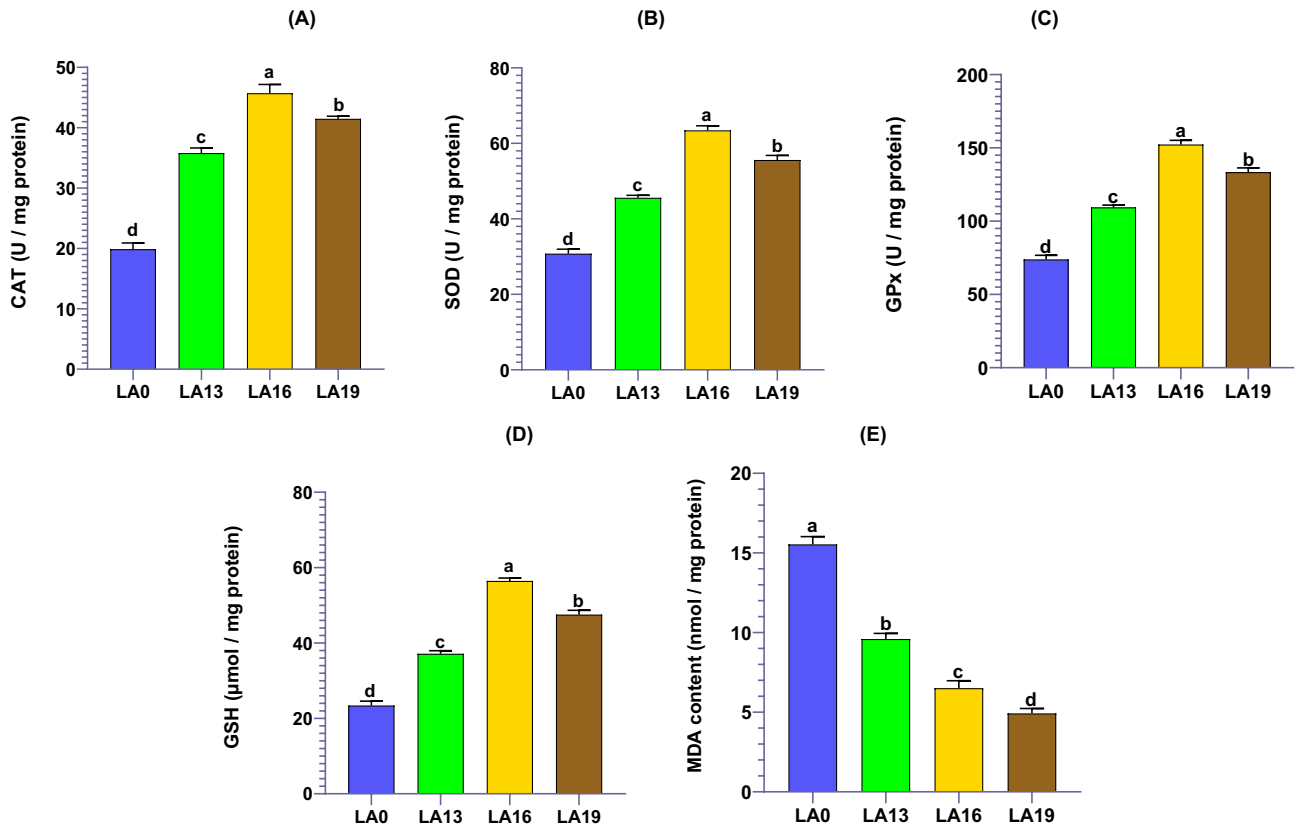 (A)
CAT (U / mg protein)
50
40
30
20
10
0
d
c
a
b
LA0 LA13 LA16 LA19
(B)
SOD (U / mg protein)
80
60
40
20
0
d
c
a
b
LA0 LA13 LA16 LA19
(C)
GPx (U / mg protein)
200
150
100
50
0
d
c
a
b
LA0 LA13 LA16 LA19
(D)
GSH (µmol / mg protein)
80
60
40
20
0
d
c
a
b
LA0 LA13 LA16 LA19
(E)
MDA content (nmol / mg protein)
20
15
10
5
0
a
b
c
d
LA0 LA13 LA16 LA19